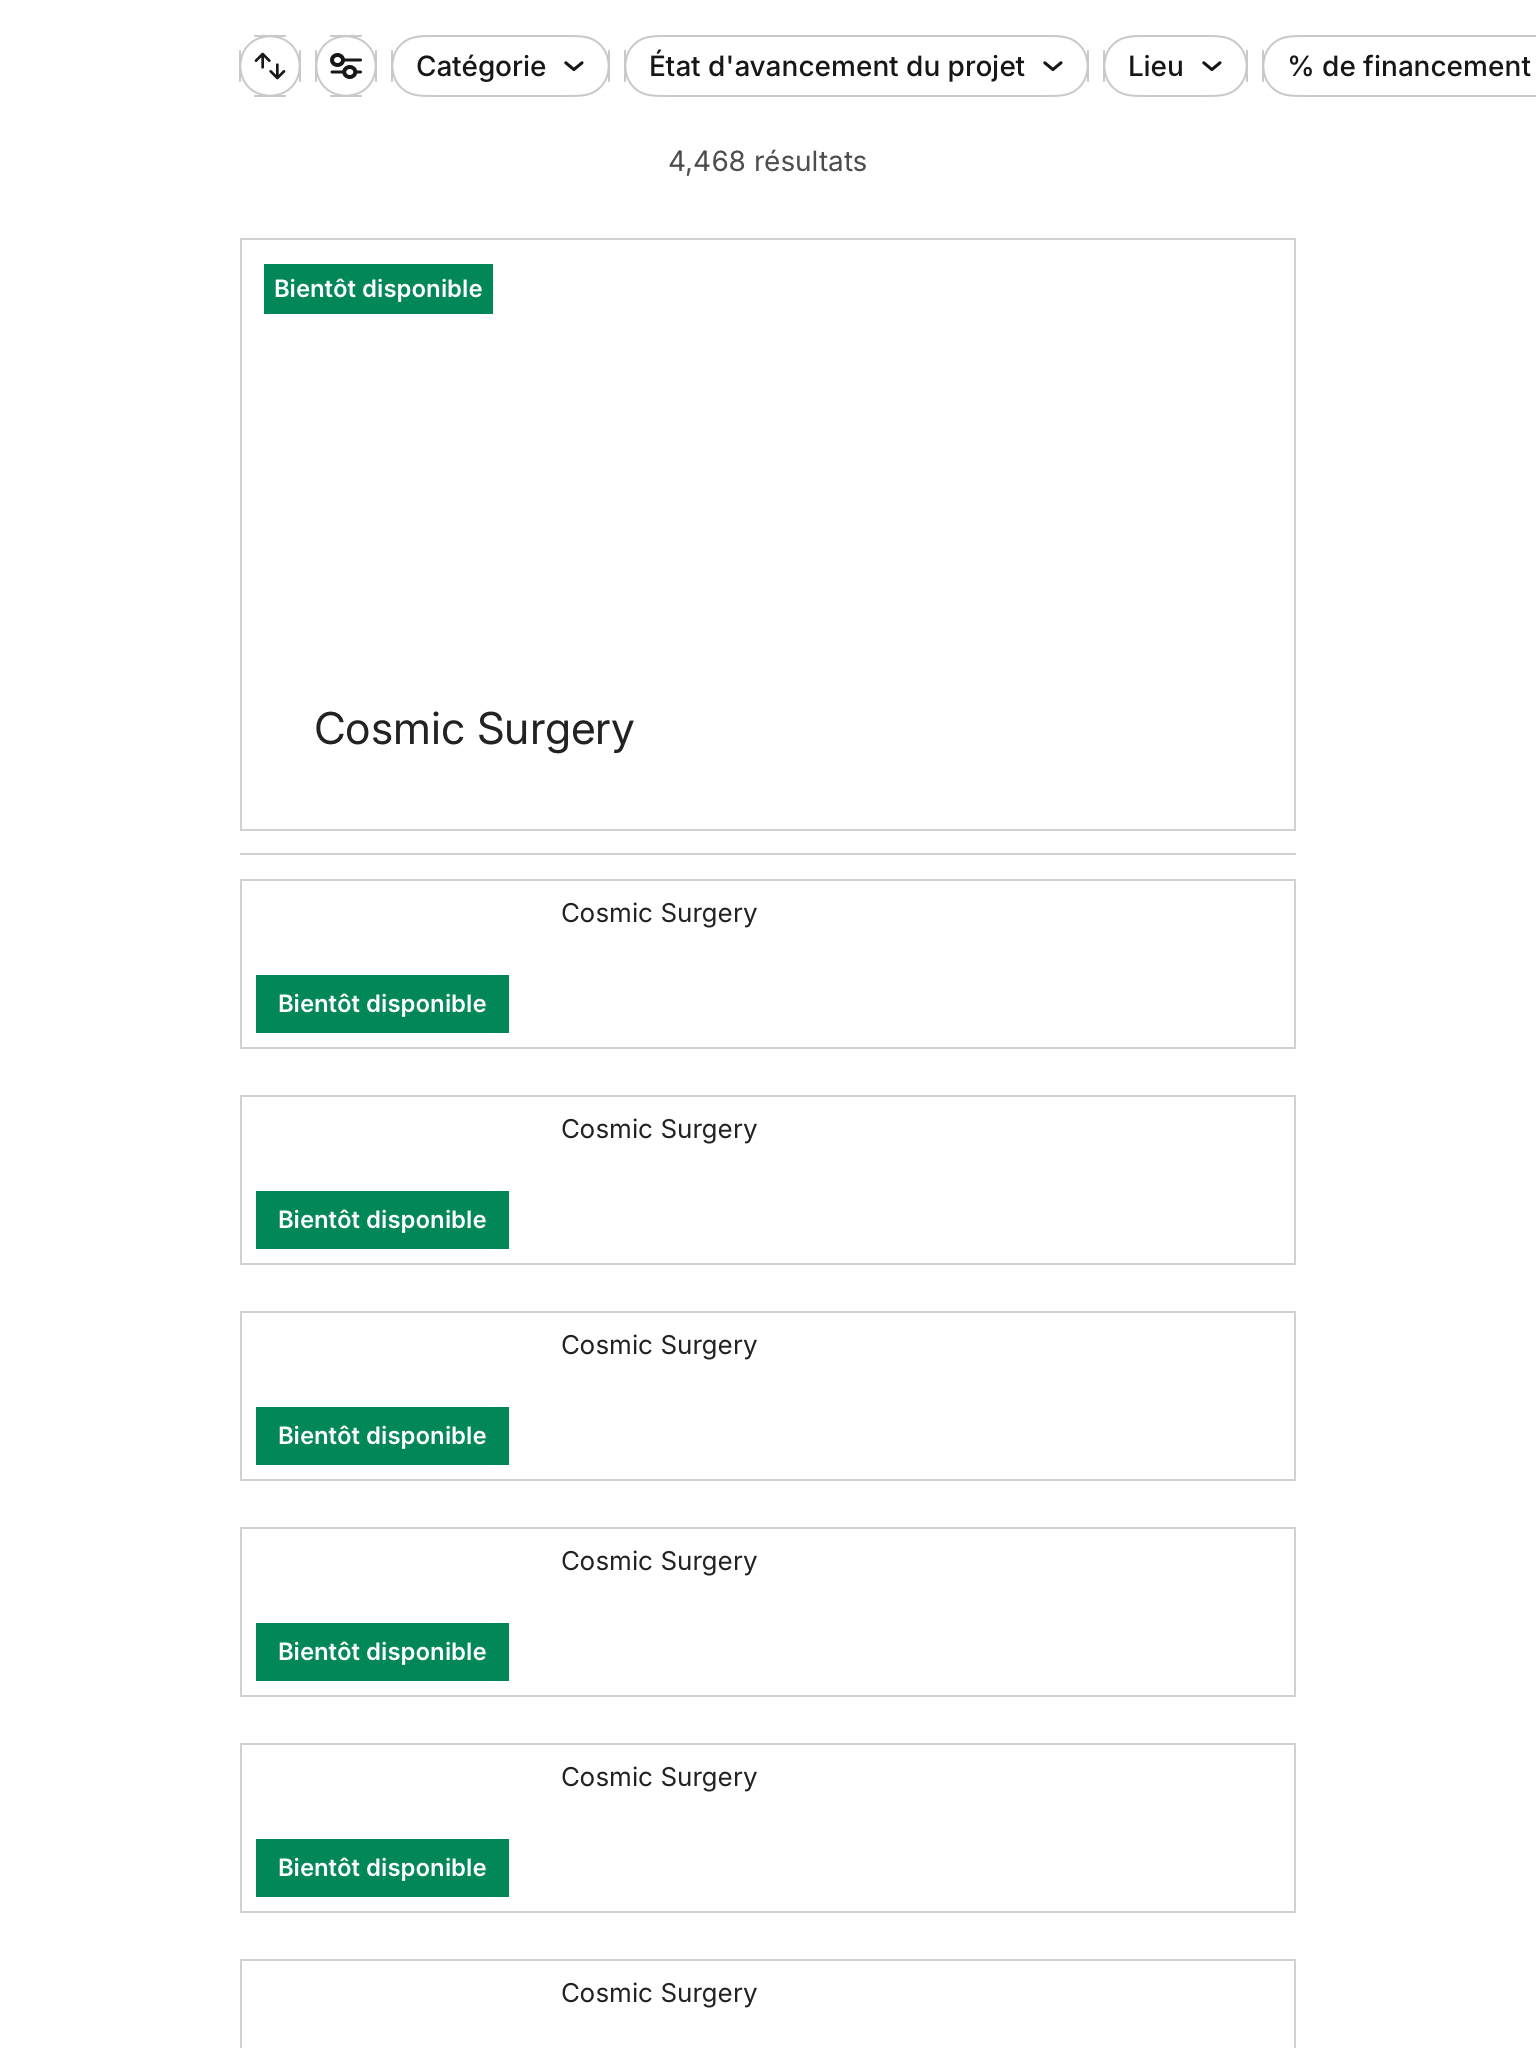 Catégorie
État d'avancement du projet
Lieu
% de financement
4,468 résultats
Bientôt disponible
Cosmic Surgery
Cosmic Surgery
Bientôt disponible
Cosmic Surgery
Bientôt disponible
Cosmic Surgery
Bientôt disponible
Cosmic Surgery
Bientôt disponible
Cosmic Surgery
Bientôt disponible
Cosmic Surgery